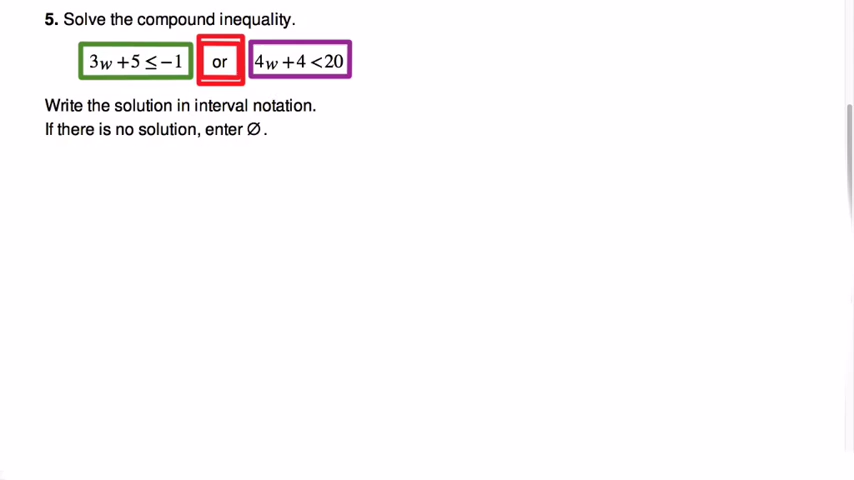 5. Solve the compound inequality.
3w +5 ≤ −1 or 4w +4 <20
Write the solution in interval notation.
If there is no solution, enter Ø.